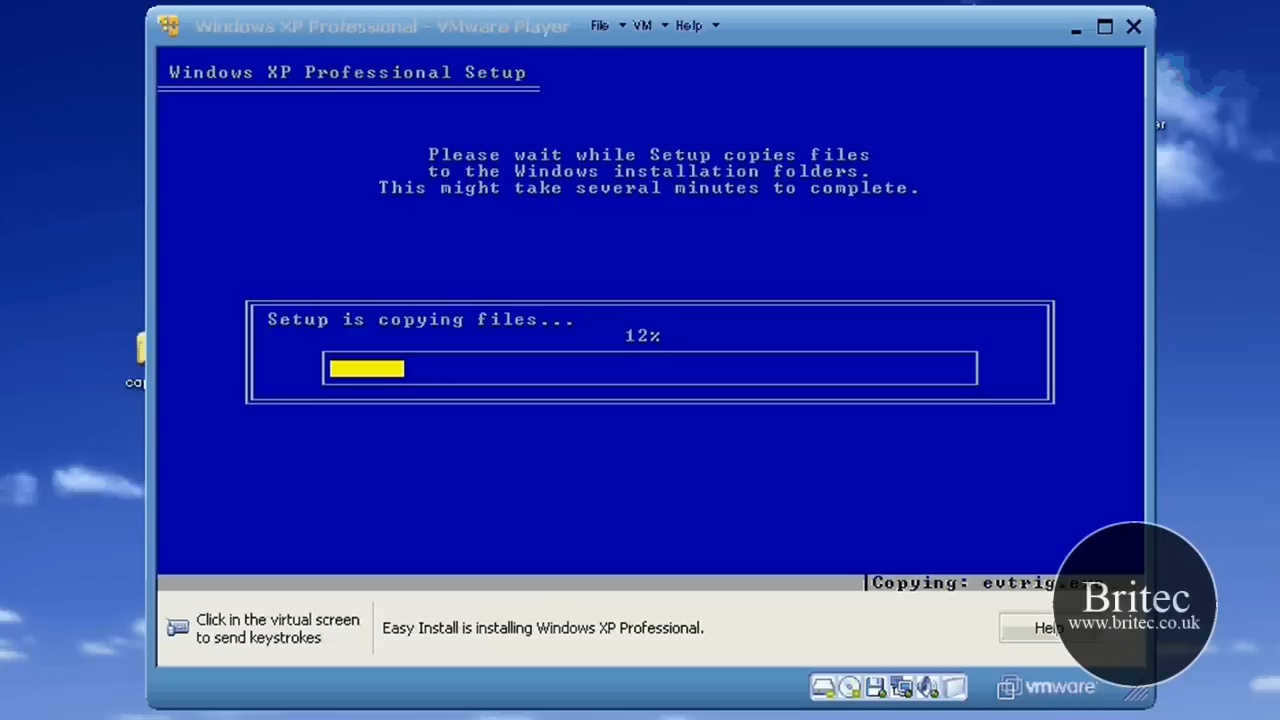 Windows XP Professional - VMware Player File VM Help
Windows XP Professional Setup
Please wait while Setup copies files
to the Windows installation folders.
This might take several minutes to complete.
Setup is copying files...
12%
Copying:
Click in the virtual screen
to send keystrokes
Easy Install is installing Windows XP Professional.
Help
Britec
www.britec.co.uk
vmware